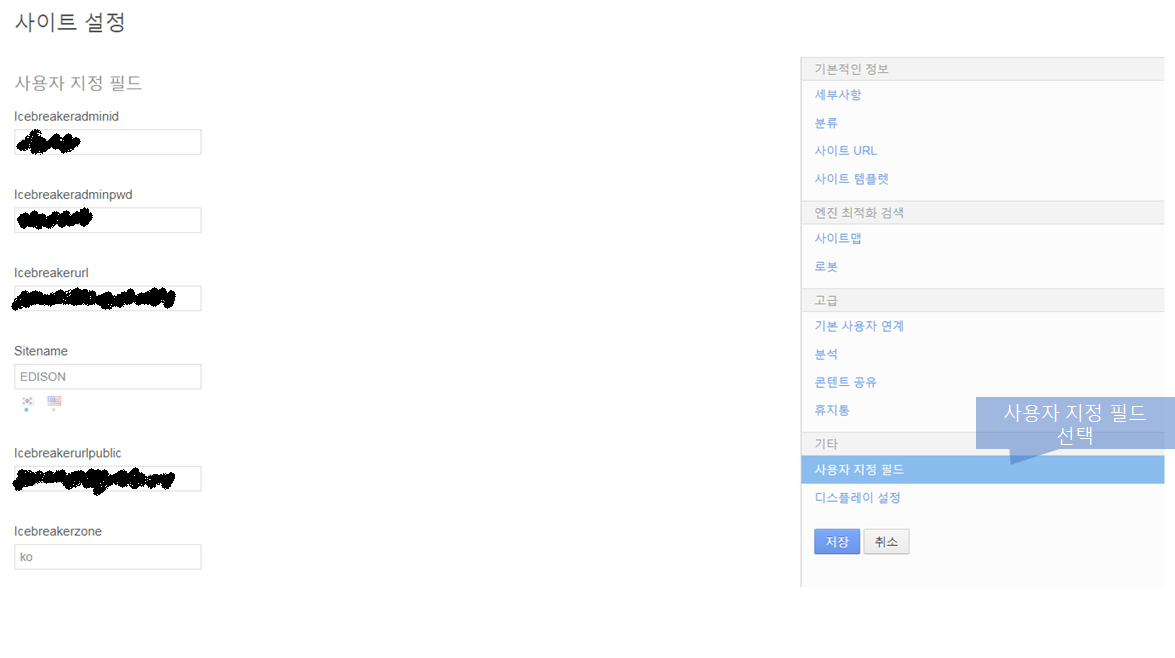 사이트 설정
사용자 지정 필드
Icebreakeradminid
Icebreakeradminpwd
Icebreakerurl
Sitename
EDISON
Icebreakerurlpublic
Icebreakerzone
ko
기본적인 정보
세부사항
분류
사이트 URL
사이트 템플렛
엔진 최적화 검색
사이트맵
로봇
고급
기본 사용자 연계
분석
콘텐트 공유
휴지통
사용자 지정 필드
선택
기타
사용자 지정 필드
디스플레이 설정
저장 취소